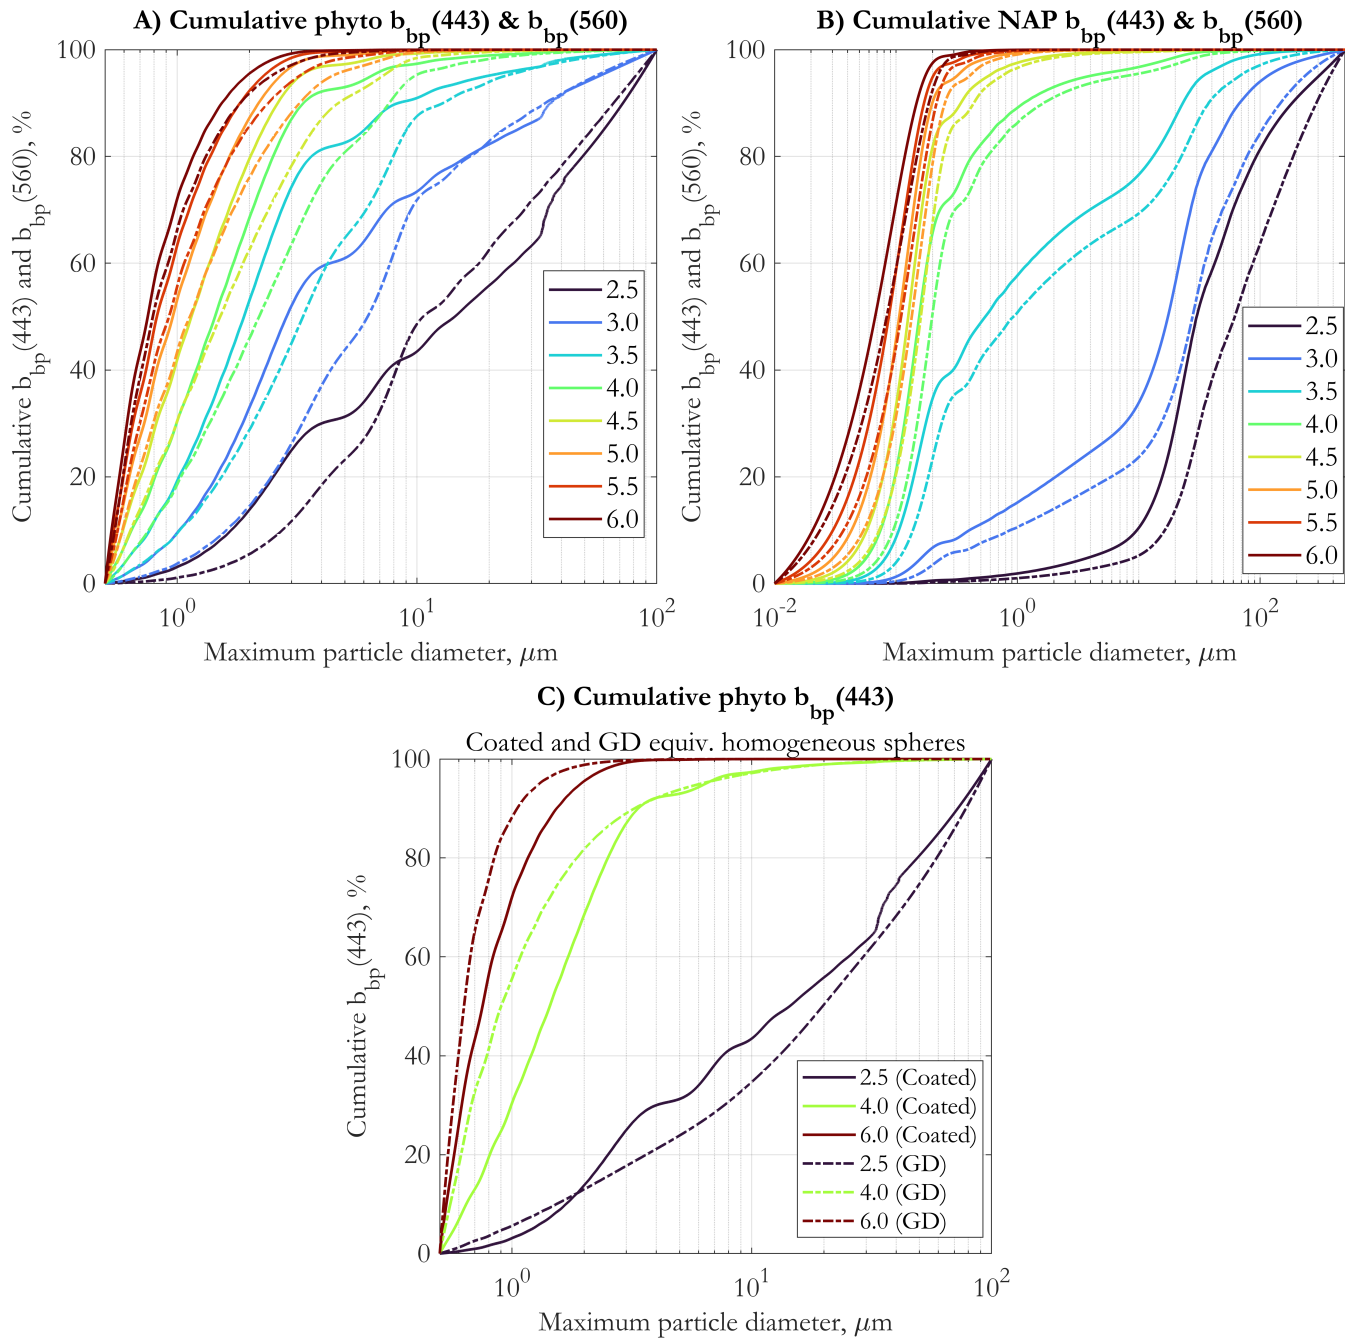 A) Cumulative phyto b_bp(443) & b_bp(560)
Cumulative b_bp(443) and b_bp(560), %
100
80
60
40
20
0
10^0
10^1
10^2
Maximum particle diameter, μm
2.5
3.0
3.5
4.0
4.5
5.0
5.5
6.0
B) Cumulative NAP b_bp(443) & b_bp(560)
Cumulative b_bp(443) and b_bp(560), %
100
80
60
40
20
0
10^-2
10^0
10^2
Maximum particle diameter, μm
2.5
3.0
3.5
4.0
4.5
5.0
5.5
6.0
C) Cumulative phyto b_bp(443)
Coated and GD equiv. homogeneous spheres
Cumulative b_bp(443), %
100
80
60
40
20
0
10^0
10^1
10^2
Maximum particle diameter, μm
2.5 (Coated)
4.0 (Coated)
6.0 (Coated)
2.5 (GD)
4.0 (GD)
6.0 (GD)